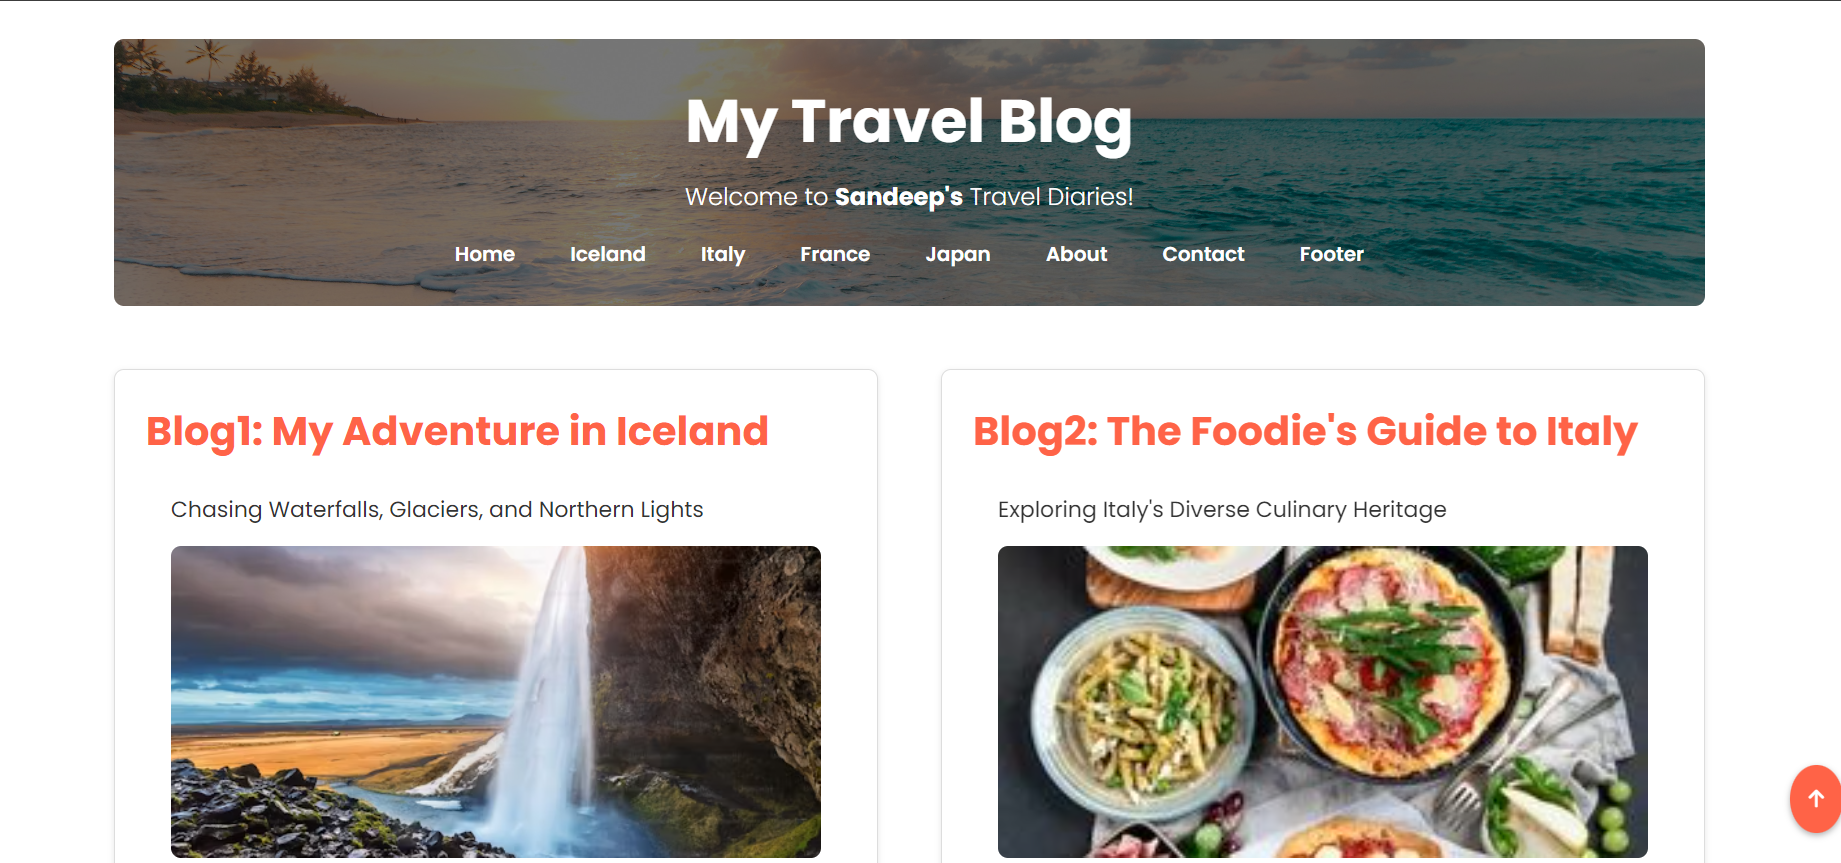 My Travel Blog
Welcome to Sandeep's Travel Diaries!
Home Iceland Italy France Japan About Contact Footer
Blog1: My Adventure in Iceland
Chasing Waterfalls, Glaciers, and Northern Lights
Blog2: The Foodie's Guide to Italy
Exploring Italy's Diverse Culinary Heritage